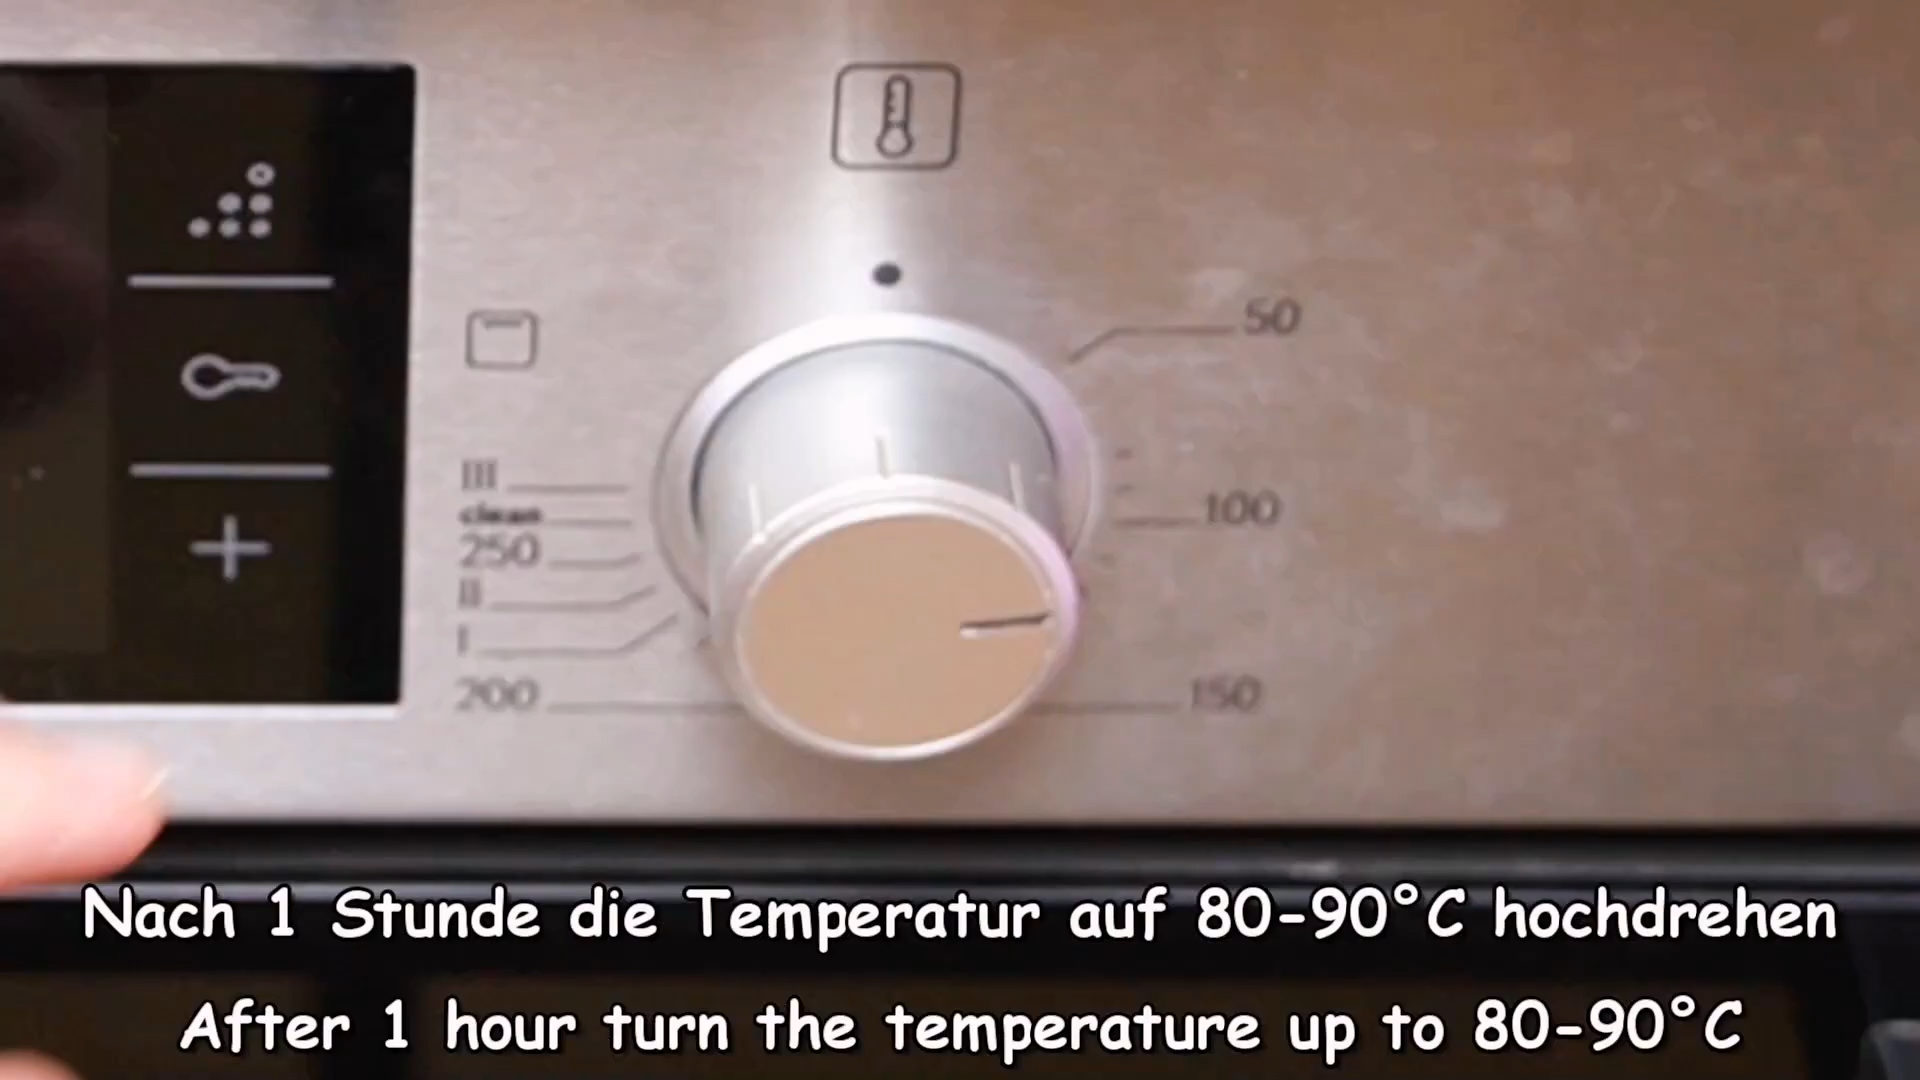 50
III
clean
100
250
II
I
200
150
Nach 1 Stunde die Temperatur auf 80-90°C hochdrehen
After 1 hour turn the temperature up to 80-90°C